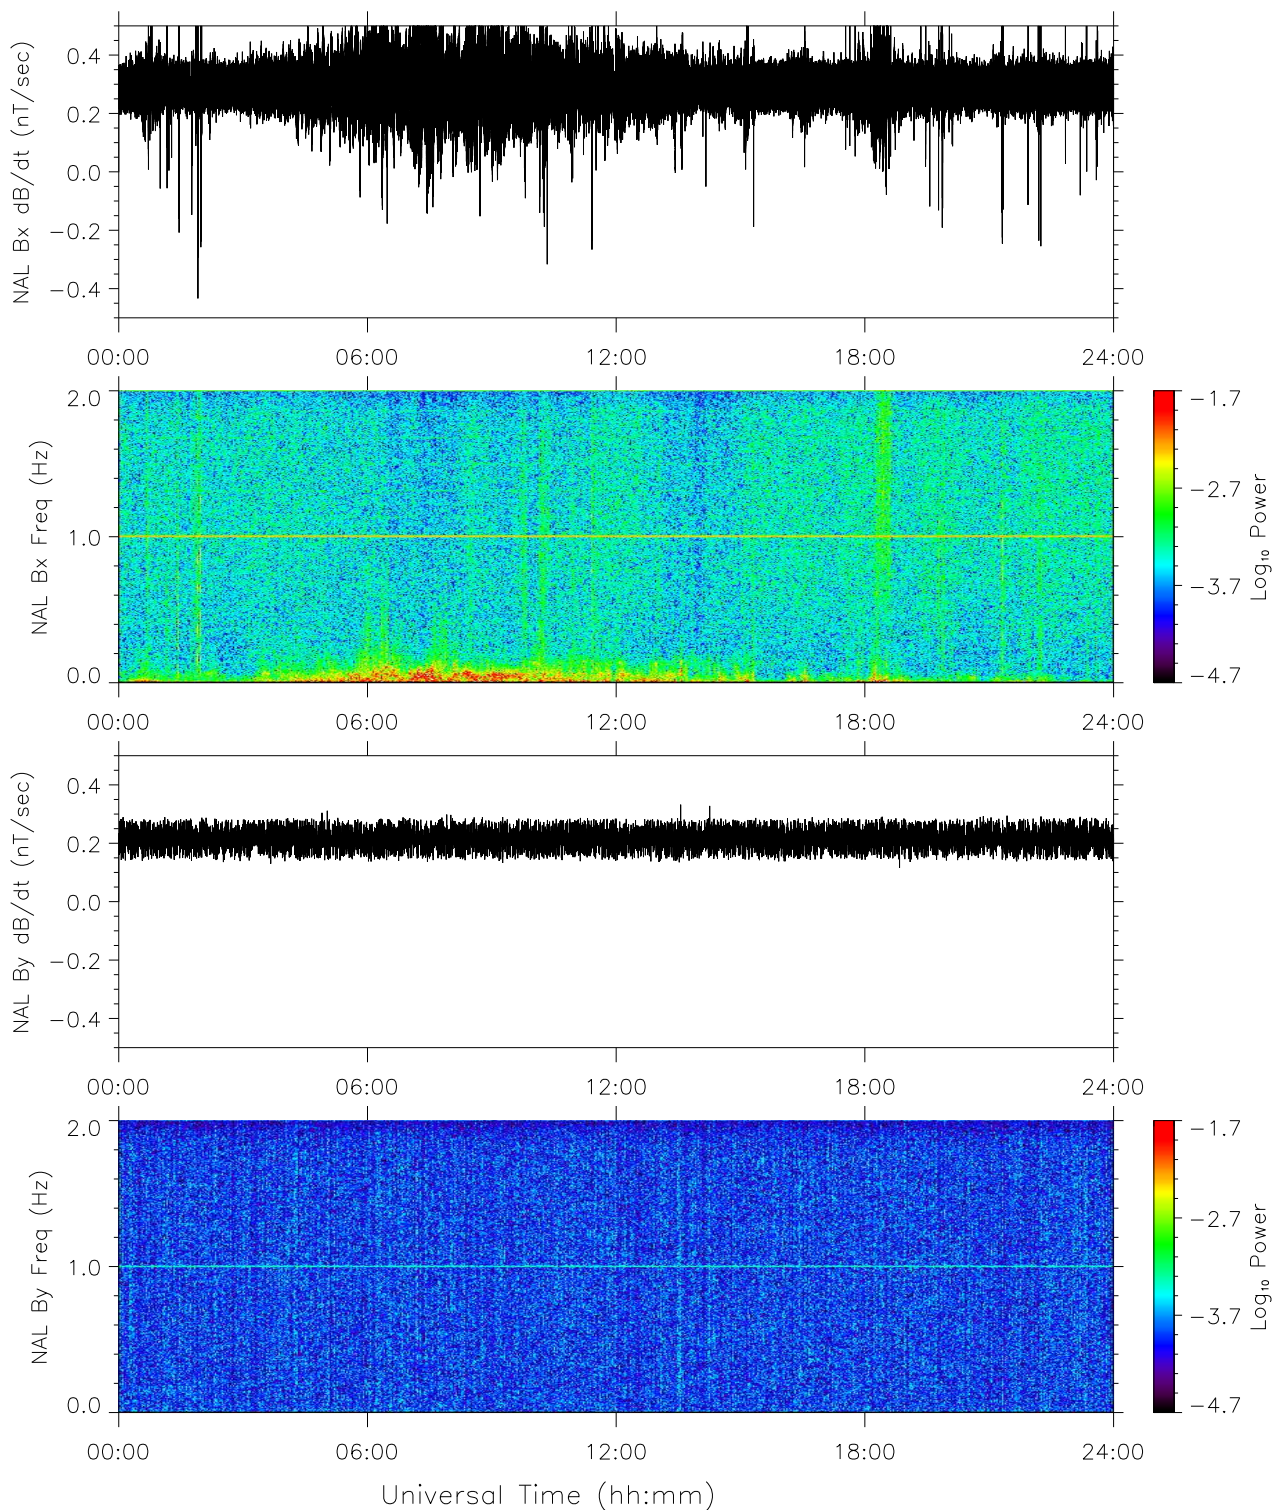 NAL Bx dB/dt (nT/sec)
0.4
0.2
0.0
−0.2
−0.4
00:00 06:00 12:00 18:00 24:00
NAL Bx Freq (Hz)
2.0
1.0
0.0
−1.7
−2.7
−3.7
−4.7
Log₁₀ Power
00:00 06:00 12:00 18:00 24:00
NAL By dB/dt (nT/sec)
0.4
0.2
0.0
−0.2
−0.4
00:00 06:00 12:00 18:00 24:00
NAL By Freq (Hz)
2.0
1.0
0.0
−1.7
−2.7
−3.7
−4.7
Log₁₀ Power
00:00 06:00 12:00 18:00 24:00
Universal Time (hh:mm)